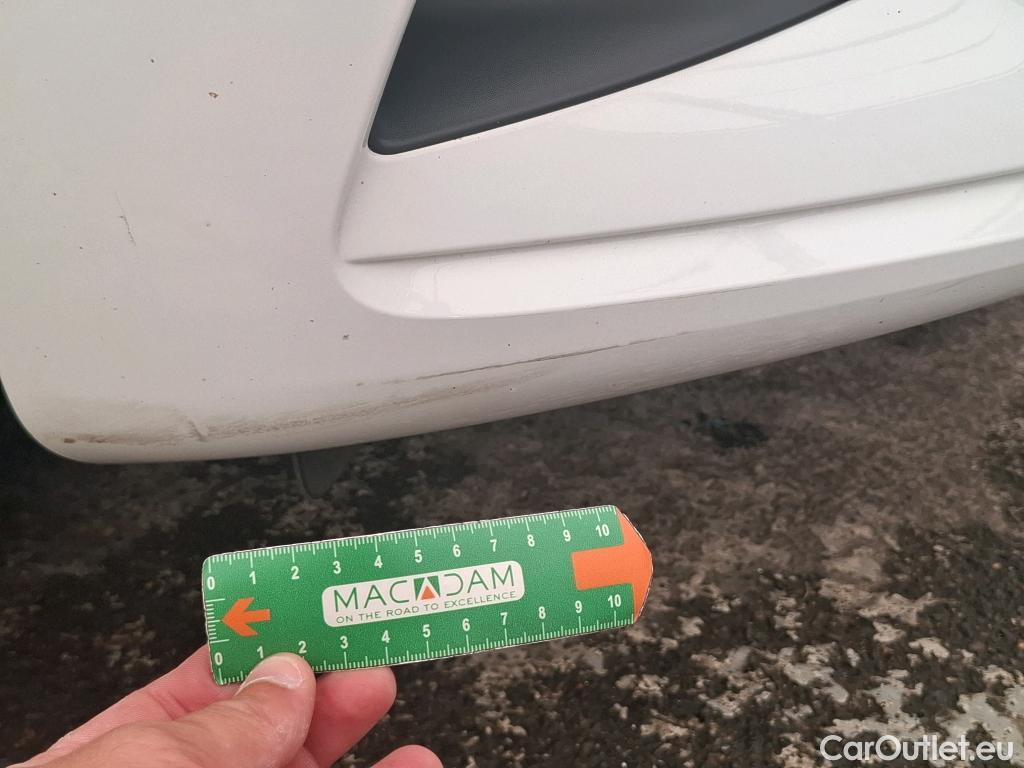 0 1 2 3 4 5 6 7 8 9 10
MACADAM
ON THE ROAD TO EXCELLENCE
0 1 2 3 4 5 6 7 8 9 10
CarOutlet.eu